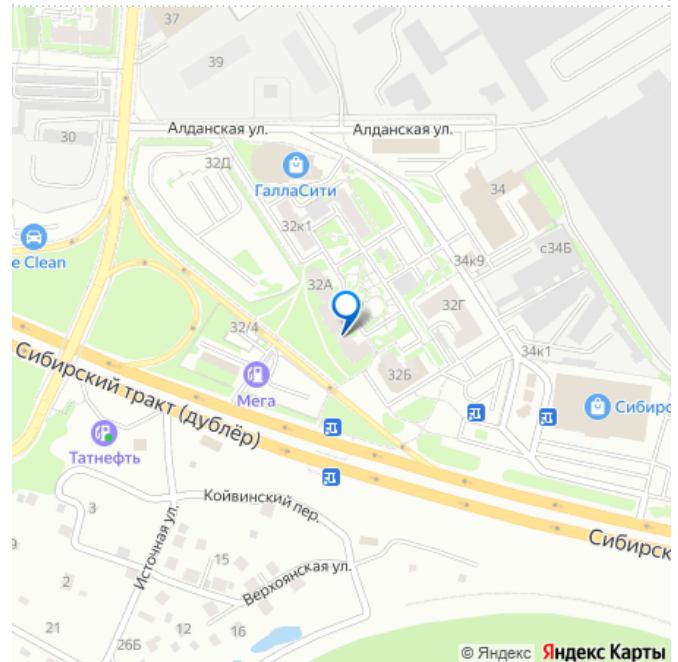 37
39
30
Алданская ул.
Алданская ул.
32Д
ГаллаСити
34
32к1
e Clean
с34Б
34к9
32А
32Г
32/4
34к1
32Б
Мега
Сибирс
Сибирский тракт (дублёр)
Татнефть
Койвинский пер.
3
Источная ул.
Сибирск
15
Верхоянская ул.
9
2
21
26Б
12
16
© Яндекс Яндекс Карты